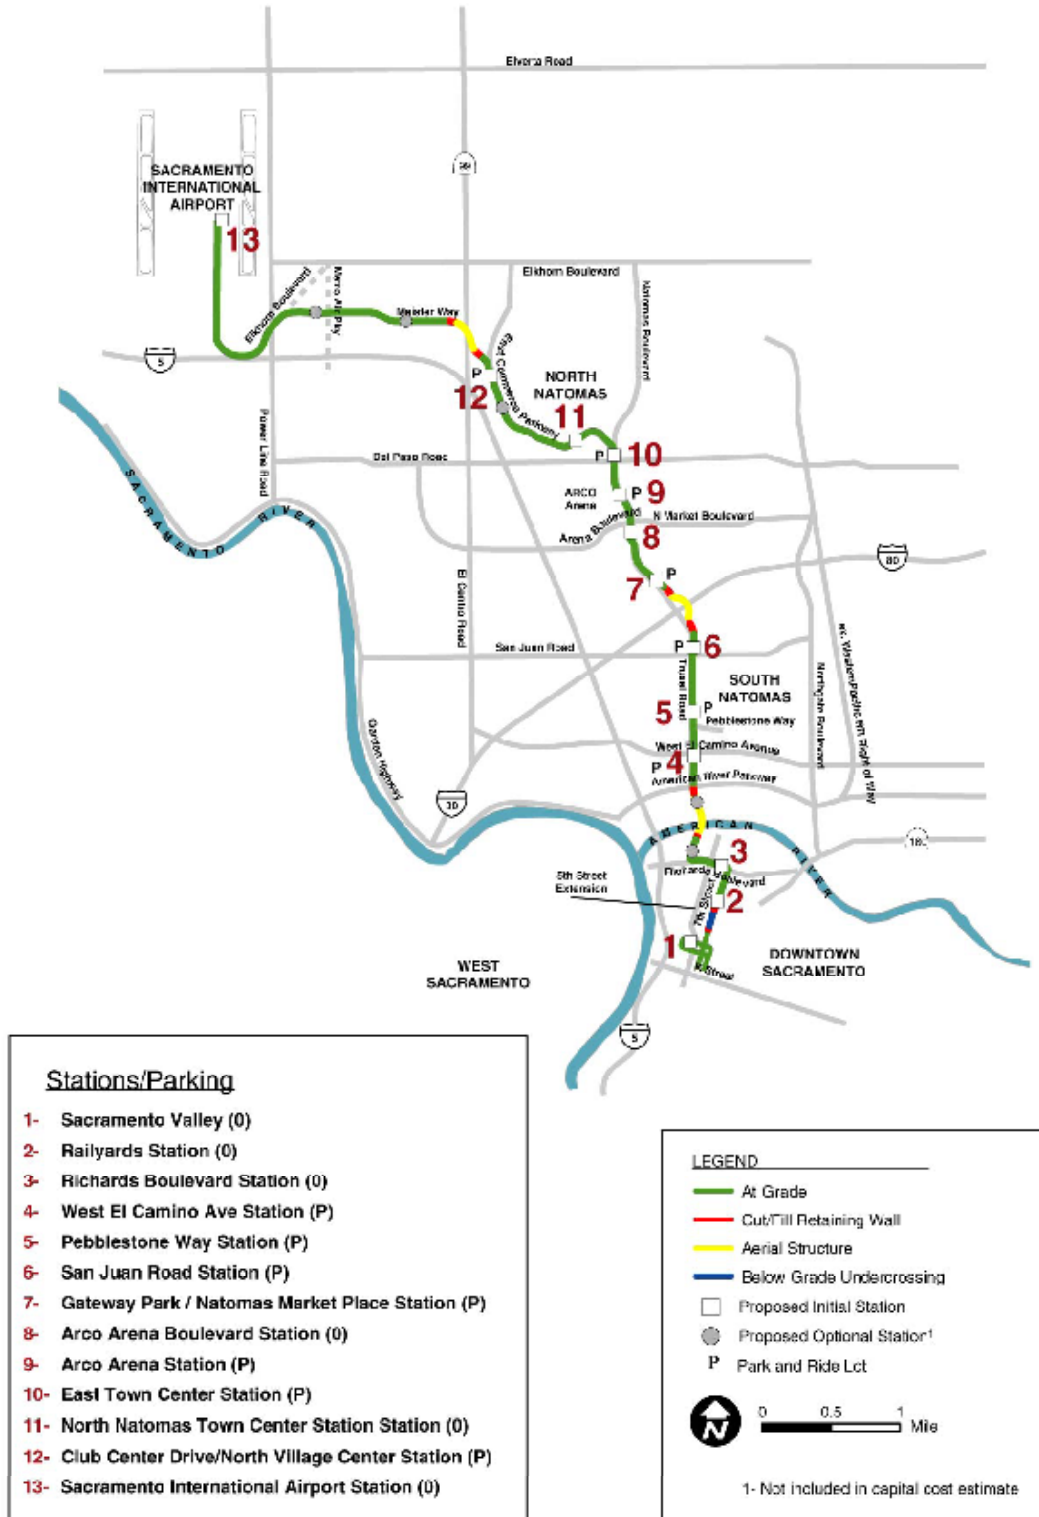 Elverta Road
99
SACRAMENTO
INTERNATIONAL
AIRPORT
13
Elkhorn Boulevard
Elkhorn Boulevard
Metro Air Pky
Natomas Boulevard
Meister Way
5
P
12
East Commerce Parkway
NORTH
NATOMAS
11
Power Line Road
Del Paso Road
P
10
ARCO
Arena
P
9
SACRAMENTO RIVER
Arena Boulevard
N Market Boulevard
8
80
7
P
El Centro Road
San Juan Road
P
6
Truxel Road
SOUTH
NATOMAS
Northgate Boulevard
5
P
Pebblestone Way
Garden Highway
West El Camino Avenue
4
P
American River Parkway
AMERICAN RIVER
160
3
Richards Boulevard
5th Street
Extension
7th Street
2
1
K Street
WEST
SACRAMENTO
DOWNTOWN
SACRAMENTO
5
Stations/Parking
1- Sacramento Valley (0)
2- Railyards Station (0)
3- Richards Boulevard Station (0)
4- West El Camino Ave Station (P)
5- Pebblestone Way Station (P)
6- San Juan Road Station (P)
7- Gateway Park / Natomas Market Place Station (P)
8- Arco Arena Boulevard Station (0)
9- Arco Arena Station (P)
10- East Town Center Station (P)
11- North Natomas Town Center Station Station (0)
12- Club Center Drive/North Village Center Station (P)
13- Sacramento International Airport Station (0)
LEGEND
At Grade
Cut/Fill Retaining Wall
Aerial Structure
Below Grade Undercrossing
Proposed Initial Station
Proposed Optional Station¹
P Park and Ride Lot
N
0 0.5 1
Mile
1- Not included in capital cost estimate